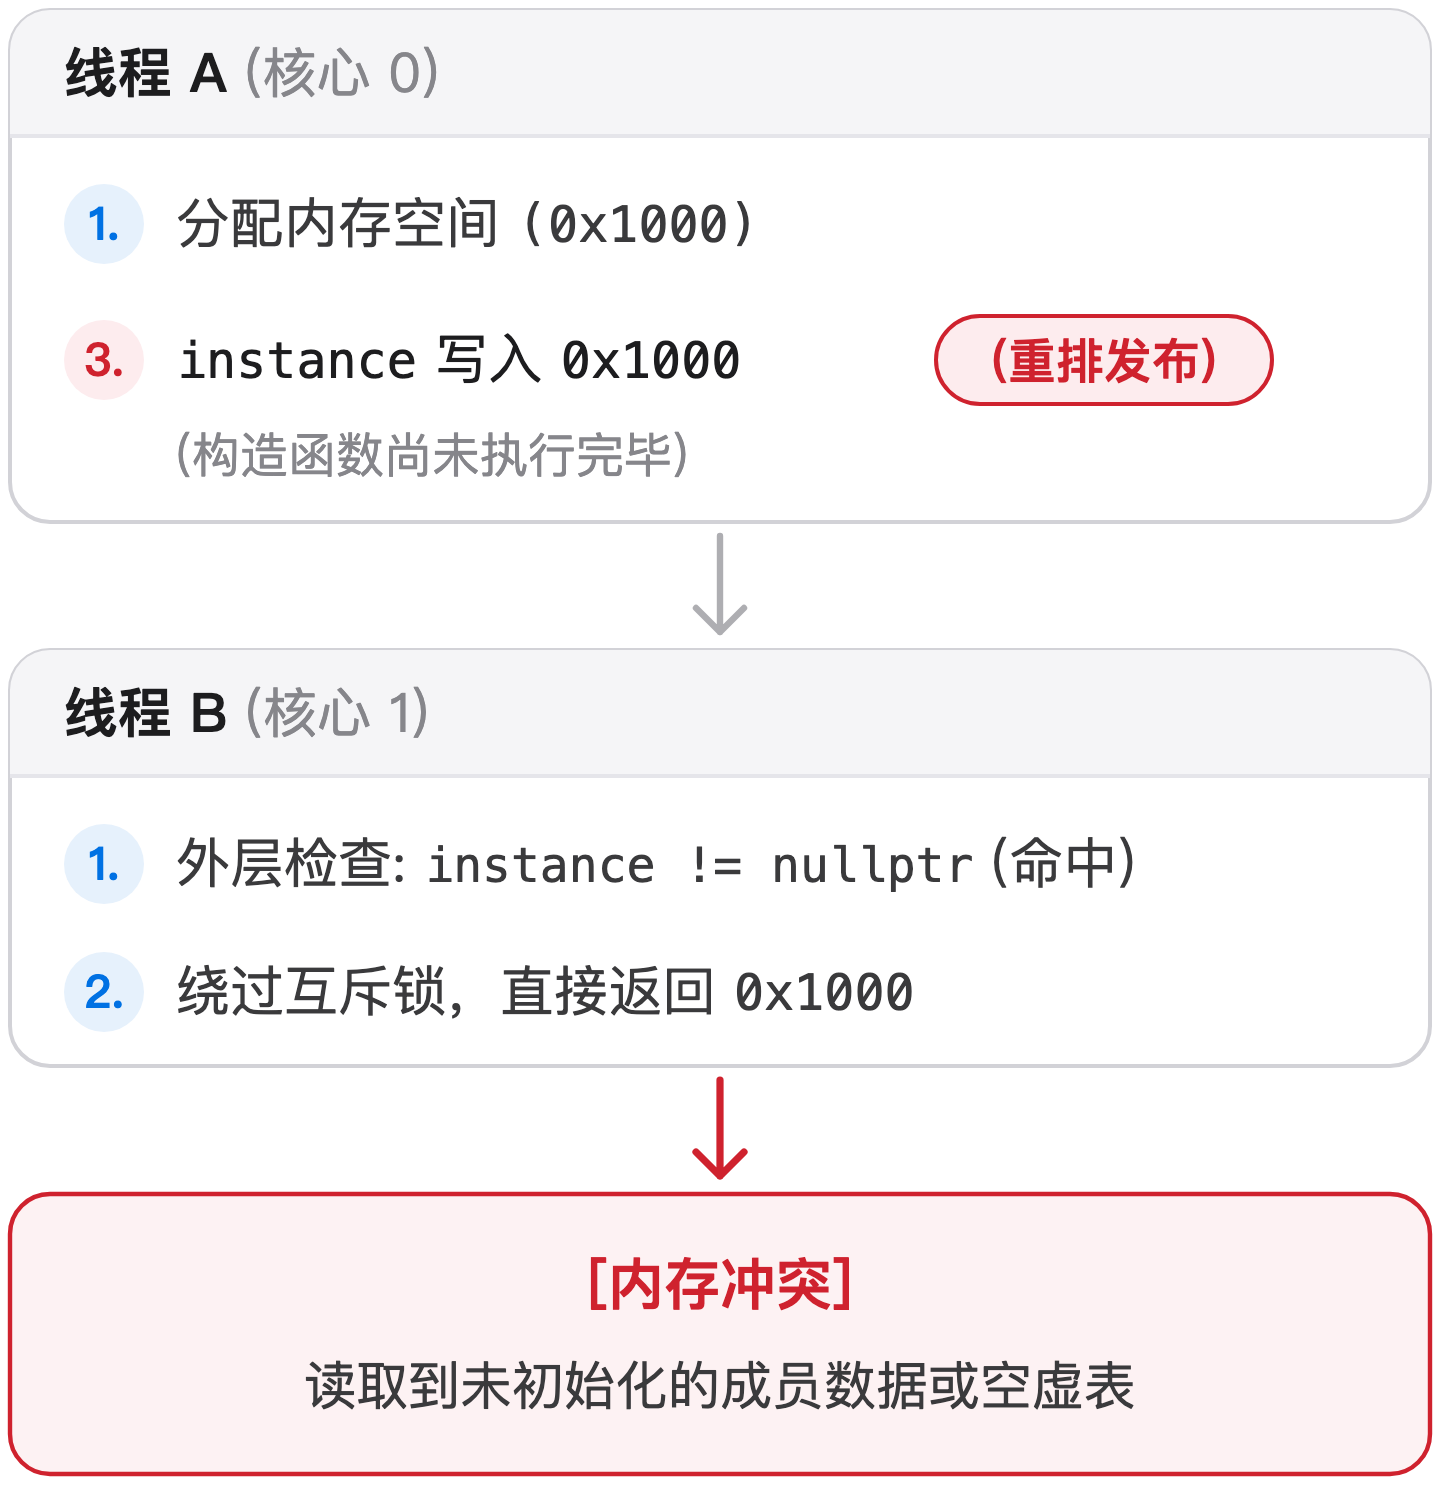 线程 A (核心 0)
1. 分配内存空间 (0x1000)
3. instance 写入 0x1000 (重排发布)
(构造函数尚未执行完毕)
线程 B (核心 1)
1. 外层检查: instance != nullptr (命中)
2. 绕过互斥锁，直接返回 0x1000
[内存冲突]
读取到未初始化的成员数据或空虚表